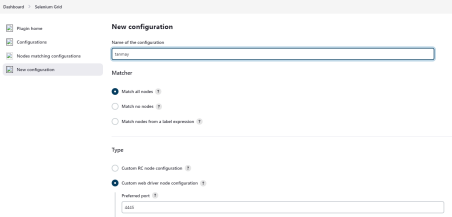 Dashboard > Selenium Grid
Plugin home
Configurations
Nodes matching configurations
New configuration
New configuration
Name of the configuration
tanmay
Matcher
Match all nodes ?
Match no nodes ?
Match nodes from a label expression ?
Type
Custom RC node configuration ?
Custom web driver node configuration ?
Preferred port ?
4445